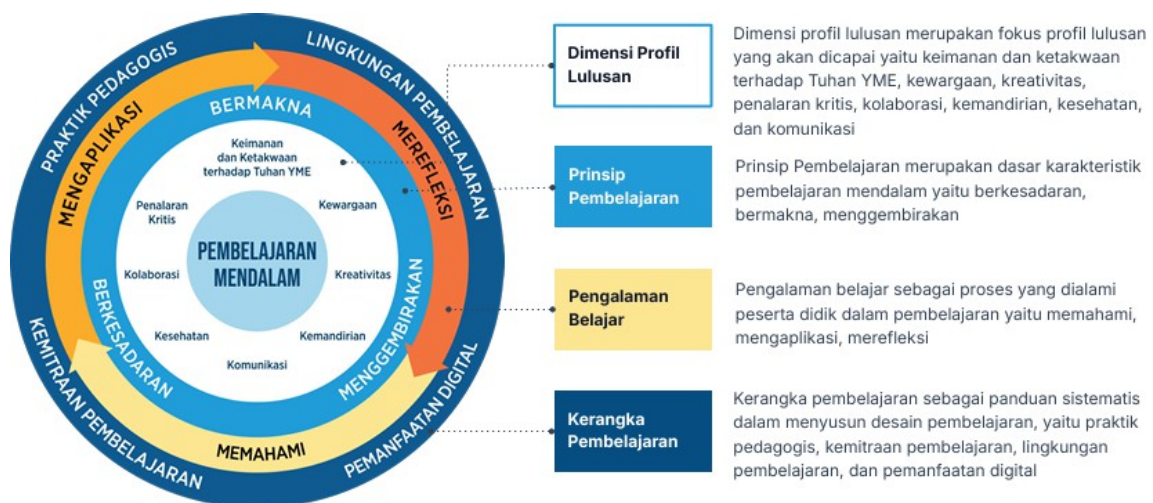 PRAKTIK PEDAGOGIS
LINGKUNGAN PEMBELAJARAN
KEMITRAAN PEMBELAJARAN
PEMANFAATAN DIGITAL
MENGAPLIKASI
MEREFLEKSI
MEMAHAMI
BERMAKNA
BERKESADARAN
MENGGEMBIRAKAN
Keimanan
dan Ketakwaan
terhadap Tuhan YME
Penalaran
Kritis
Kewargaan
Kolaborasi
Kreativitas
Kesehatan
Kemandirian
Komunikasi
PEMBELAJARAN
MENDALAM
Dimensi Profil
Lulusan
Dimensi profil lulusan merupakan fokus profil lulusan
yang akan dicapai yaitu keimanan dan ketakwaan
terhadap Tuhan YME, kewargaan, kreativitas,
penalaran kritis, kolaborasi, kemandirian, kesehatan,
dan komunikasi
Prinsip
Pembelajaran
Prinsip Pembelajaran merupakan dasar karakteristik
pembelajaran mendalam yaitu berkesadaran,
bermakna, menggembirakan
Pengalaman
Belajar
Pengalaman belajar sebagai proses yang dialami
peserta didik dalam pembelajaran yaitu memahami,
mengaplikasi, merefleksi
Kerangka
Pembelajaran
Kerangka pembelajaran sebagai panduan sistematis
dalam menyusun desain pembelajaran, yaitu praktik
pedagogis, kemitraan pembelajaran, lingkungan
pembelajaran, dan pemanfaatan digital